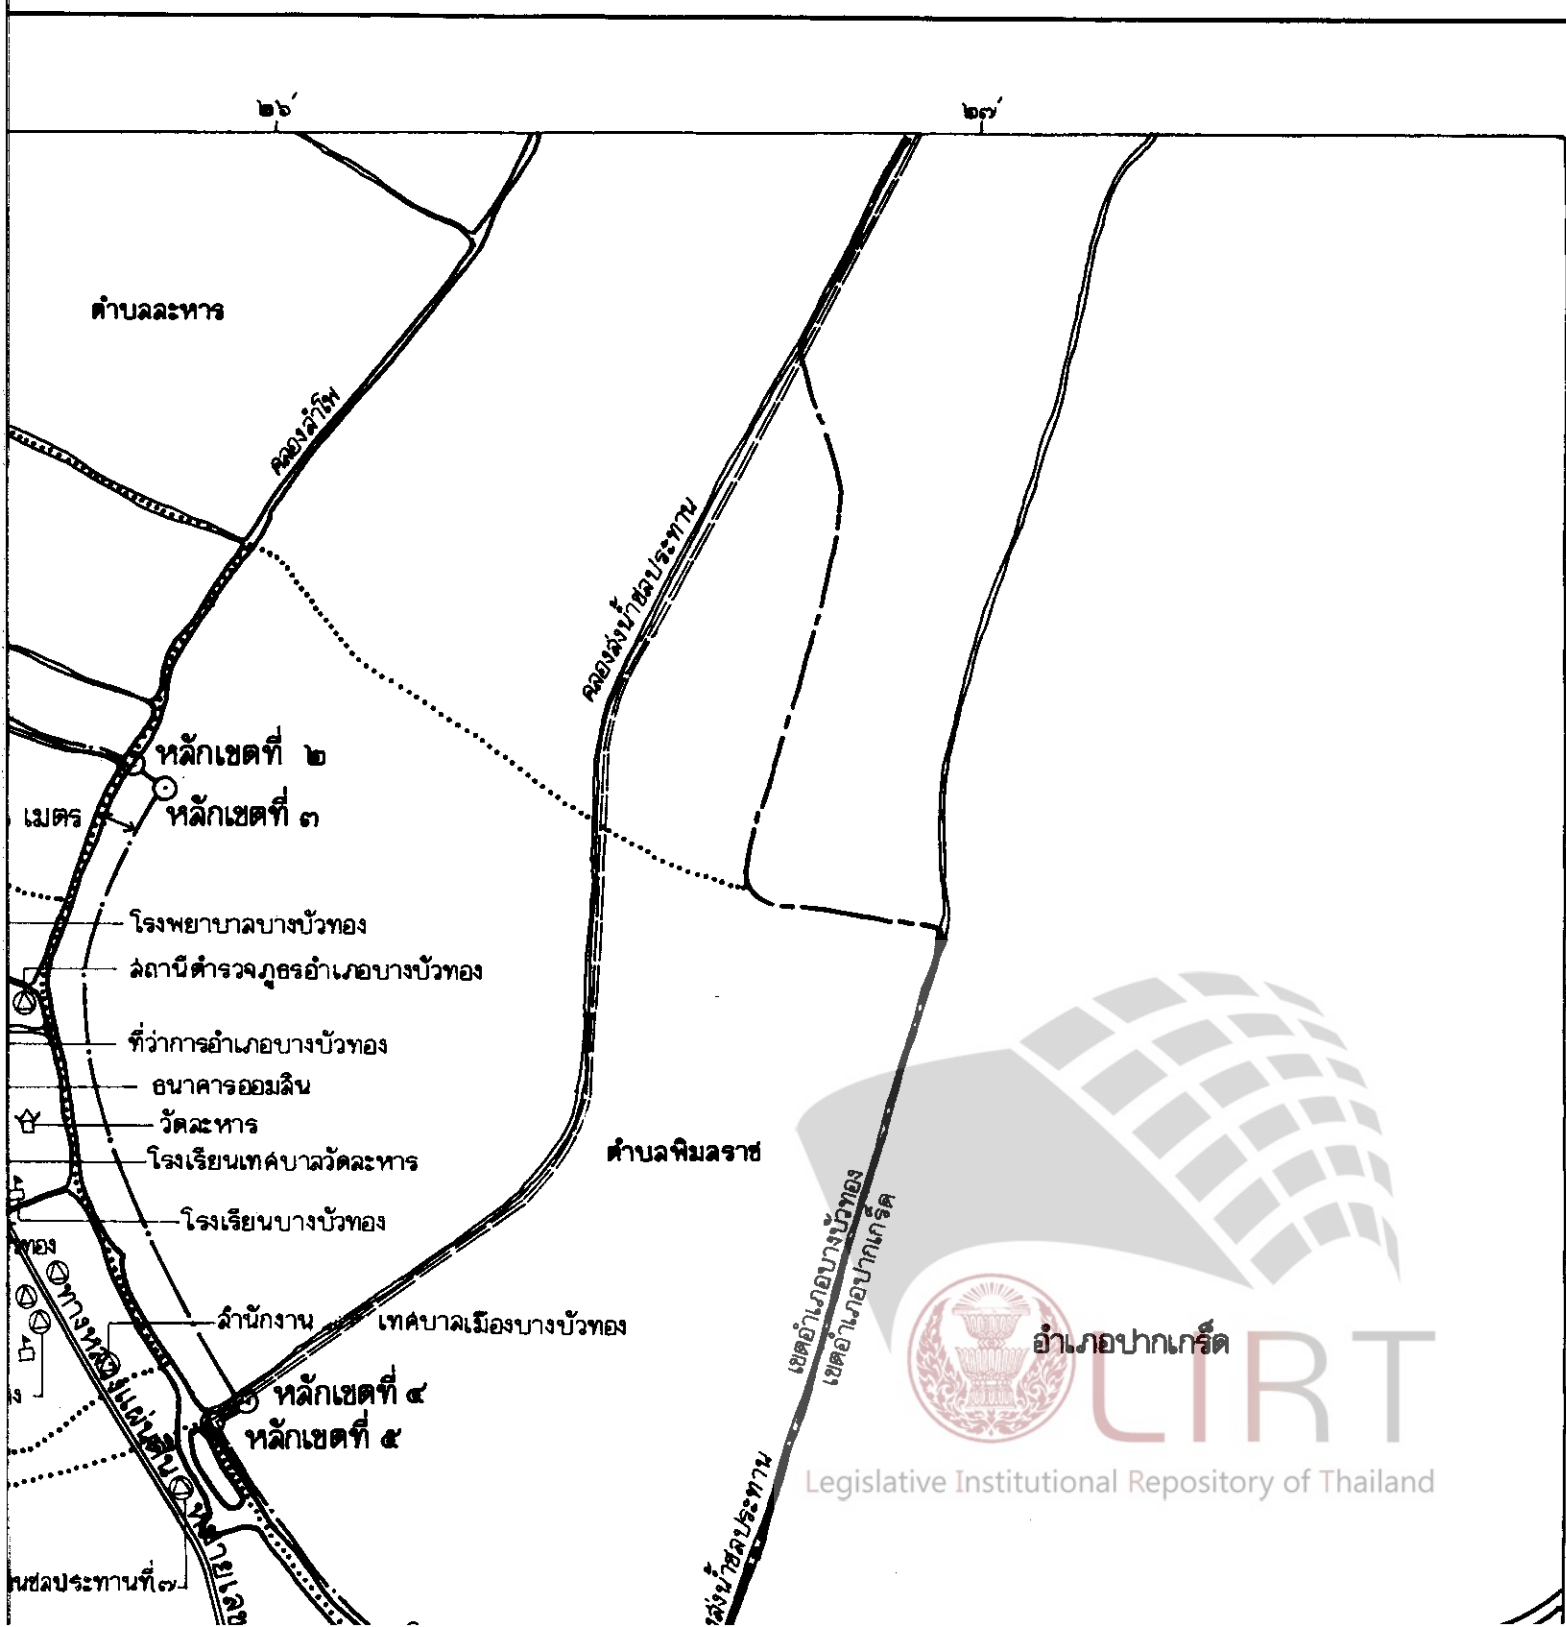 ๒๖′
๒๗′
ตำบลละหาร
คลองลำโพ
คลองส่งน้ำชลประทาน
หลักเขตที่ ๒
หลักเขตที่ ๓
เมตร
โรงพยาบาลบางบัวทอง
สถานีตำรวจภูธรอำเภอบางบัวทอง
ที่ว่าการอำเภอบางบัวทอง
ธนาคารออมสิน
วัดละหาร
โรงเรียนเทศบาลวัดละหาร
โรงเรียนบางบัวทอง
ตำบลพิมลราช
เขตอำเภอบางบัวทอง
เขตอำเภอปากเกร็ด
สำนักงาน เทศบาลเมืองบางบัวทอง
อำเภอปากเกร็ด
หลักเขตที่ ๔
หลักเขตที่ ๕
ทางหลวงแผ่นดิน
ส่งน้ำชลประทาน
นชลประทานที่๗
LIRT
Legislative Institutional Repository of Thailand